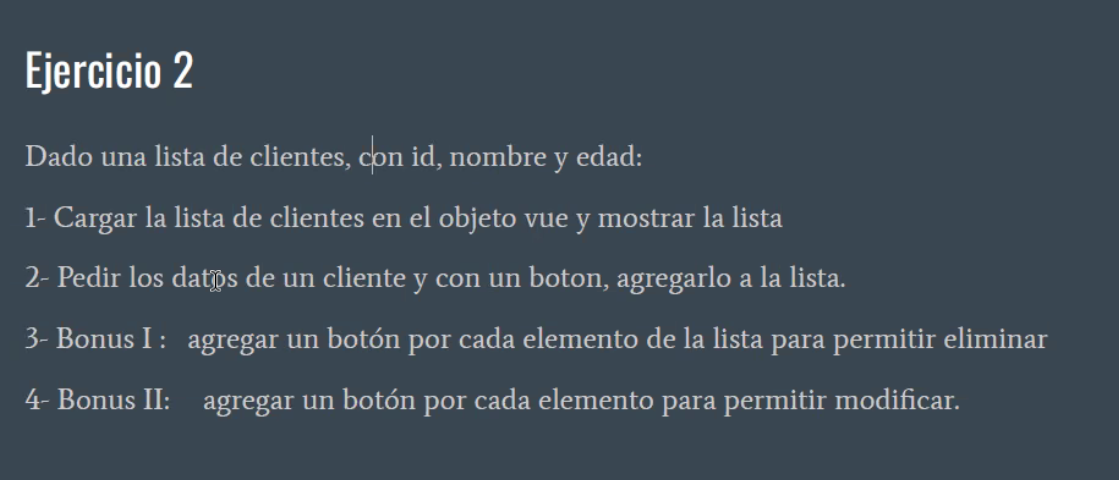 Ejercicio 2
Dado una lista de clientes, con id, nombre y edad:
1- Cargar la lista de clientes en el objeto vue y mostrar la lista
2- Pedir los datos de un cliente y con un boton, agregarlo a la lista.
3- Bonus I : agregar un botón por cada elemento de la lista para permitir eliminar
4- Bonus II: agregar un botón por cada elemento para permitir modificar.